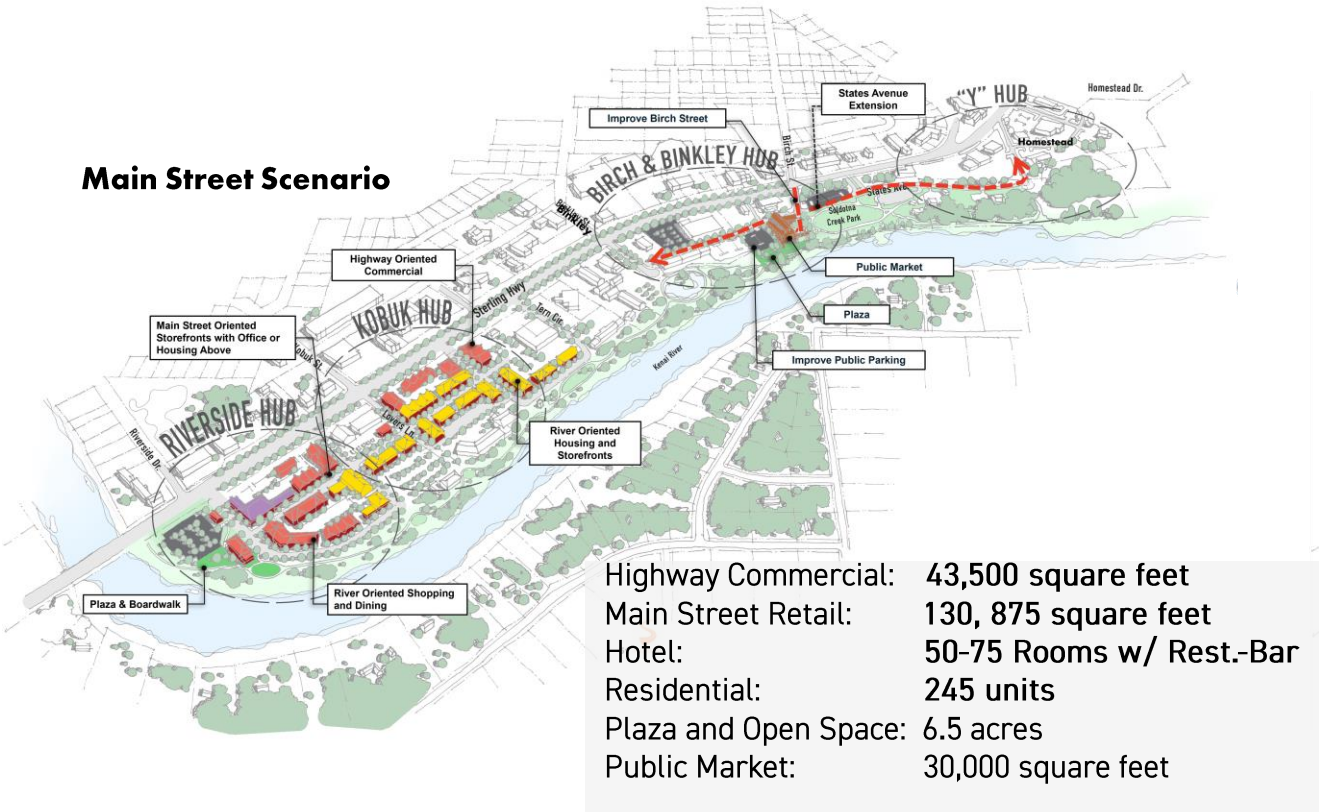 Main Street Scenario
States Avenue
Extension
"Y" HUB
Homestead Dr.
Improve Birch Street
Birch St.
Homestead
BIRCH & BINKLEY HUB
States Ave.
Soldotna
Creek Park
Binkley
Highway Oriented
Commercial
Public Market
Sterling Hwy
Plaza
KOBUK HUB
Tern Cir.
Main Street Oriented
Storefronts with Office or
Housing Above
Kobuk St.
Kenai River
Improve Public Parking
RIVERSIDE HUB
Lovers Ln.
Riverside Dr.
River Oriented
Housing and
Storefronts
Plaza & Boardwalk
River Oriented Shopping
and Dining
Highway Commercial: 43,500 square feet
Main Street Retail: 130, 875 square feet
Hotel: 50-75 Rooms w/ Rest.-Bar
Residential: 245 units
Plaza and Open Space: 6.5 acres
Public Market: 30,000 square feet